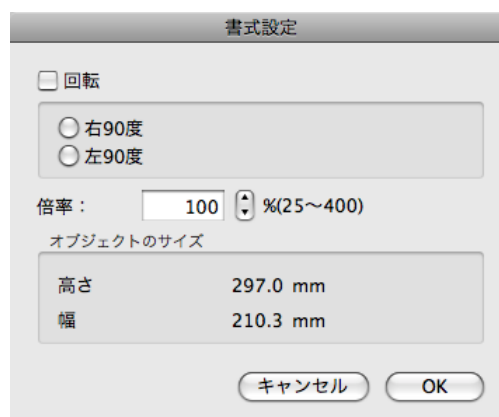 書式設定
回転
右90度
左90度
倍率： 100 %(25～400)
オブジェクトのサイズ
高さ 297.0 mm
幅 210.3 mm
キャンセル OK